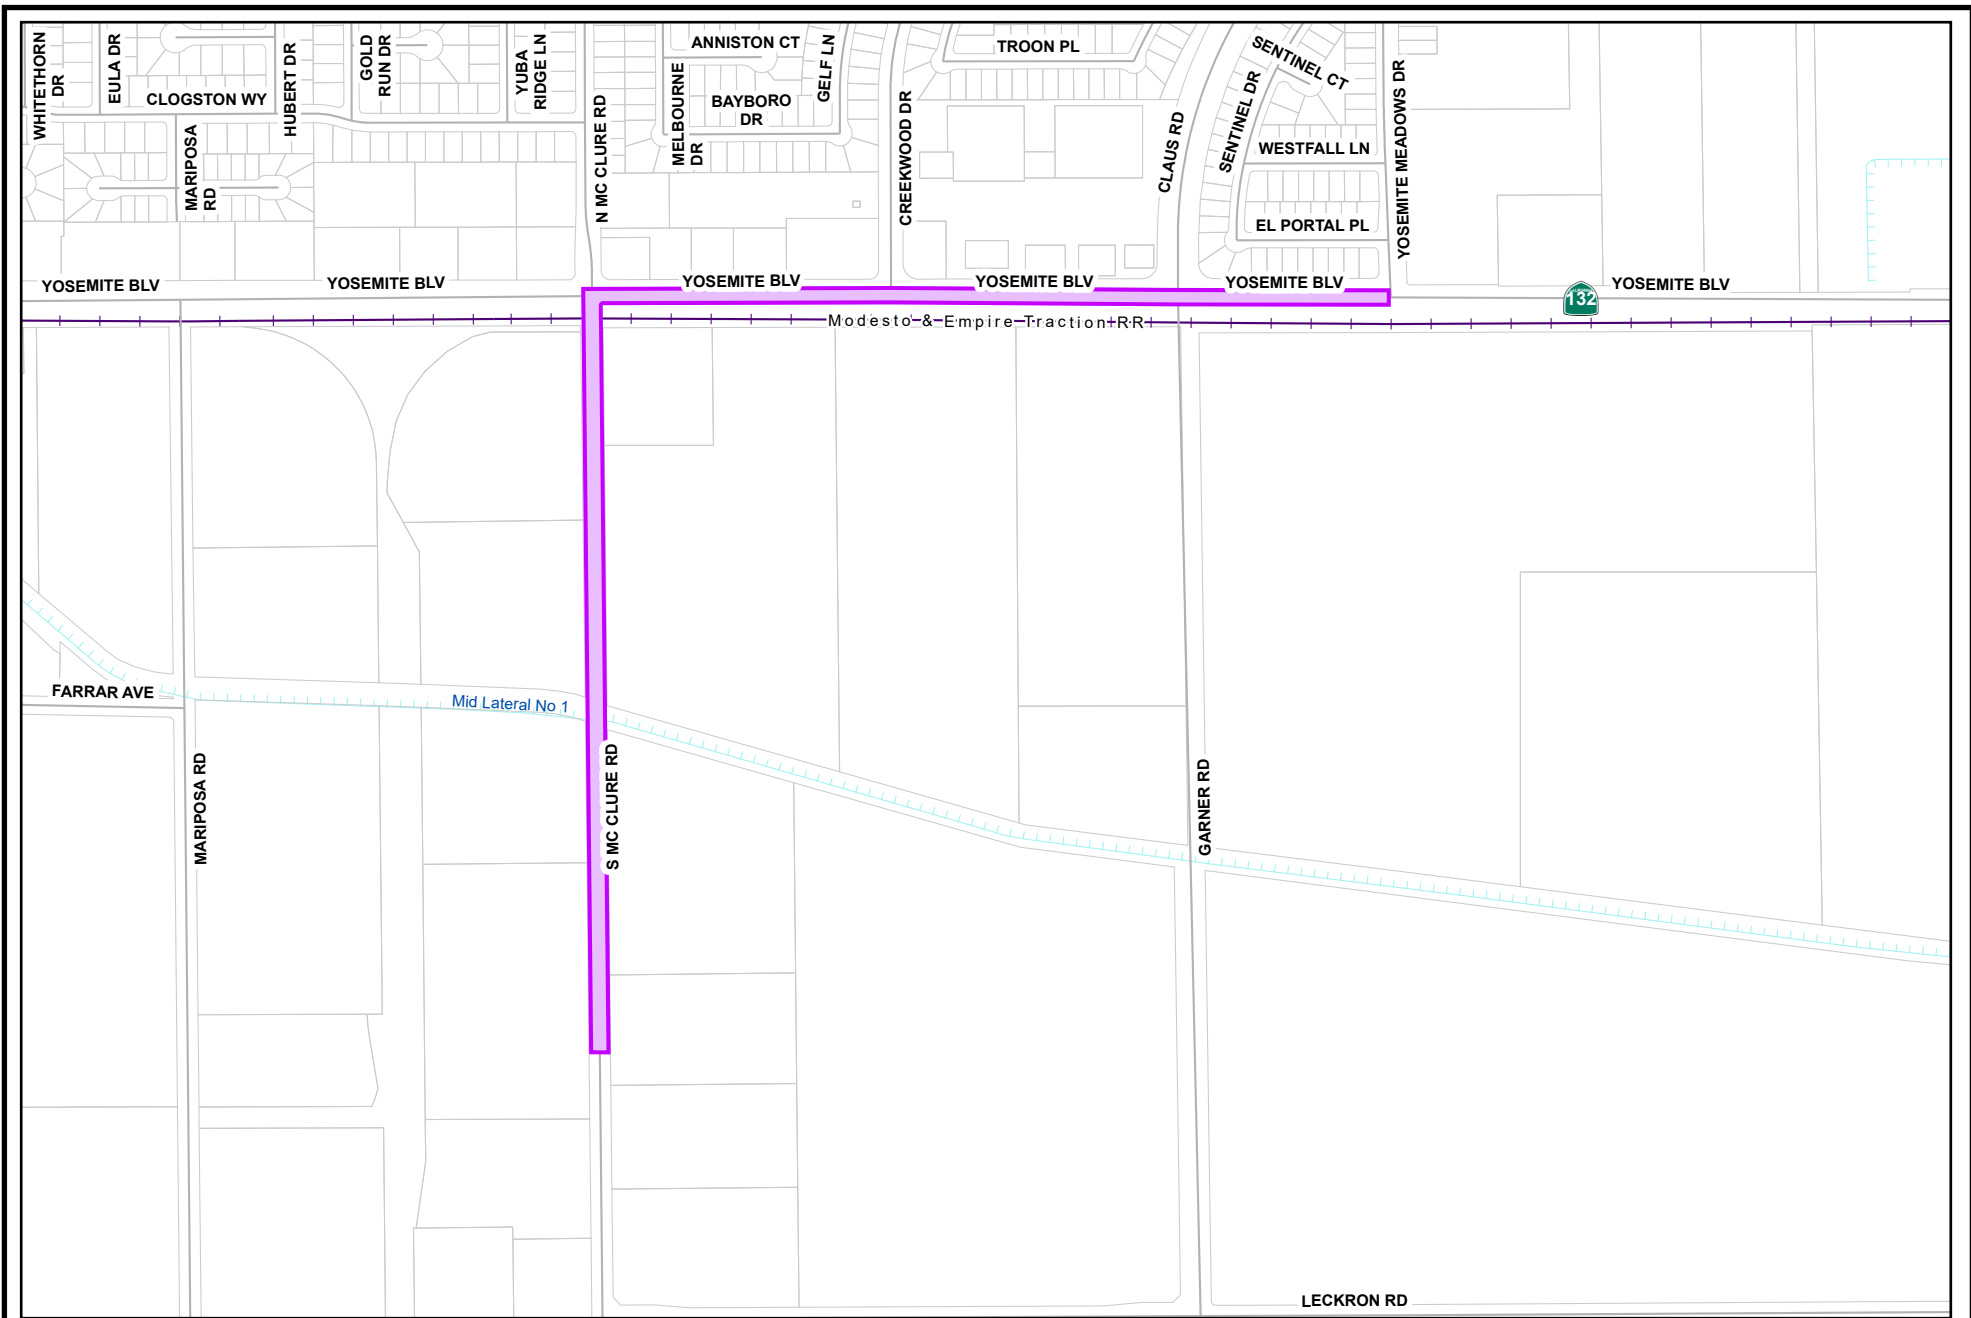 WHITETHORN
DR
EULA DR
CLOGSTON WY
MARIPOSA
RD
HUBERT DR
GOLD
RUN DR
YUBA
RIDGE LN
N MC CLURE RD
ANNISTON CT
MELBOURNE
DR
BAYBORO
DR
GELF LN
CREEKWOOD DR
TROON PL
CLAUS RD
SENTINEL CT
SENTINEL DR
WESTFALL LN
EL PORTAL PL
YOSEMITE MEADOWS DR
YOSEMITE BLV
YOSEMITE BLV
YOSEMITE BLV
YOSEMITE BLV
YOSEMITE BLV
YOSEMITE BLV
132
Modesto & Empire Traction RR
FARRAR AVE
Mid Lateral No 1
MARIPOSA RD
S MC CLURE RD
GARNER RD
LECKRON RD